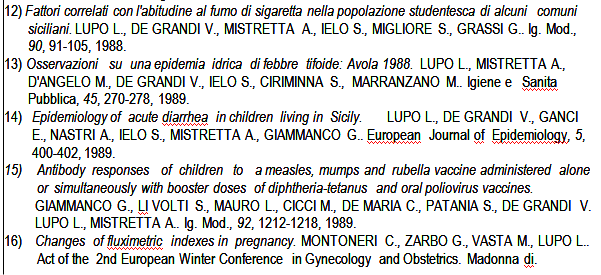 12) Fattori correlati con l'abitudine al fumo di sigaretta nella popolazione studentesca di alcuni comuni
siciliani. LUPO L., DE GRANDI V., MISTRETTA A., IELO S., MIGLIORE S., GRASSI G.. Ig. Mod.,
90, 91-105, 1988.
13) Osservazioni su una epidemia idrica di febbre tifoide: Avola 1988. LUPO L., MISTRETTA A.,
D'ANGELO M., DE GRANDI V., IELO S., CIRIMINNA S., MARRANZANO M.. Igiene e Sanita
Pubblica, 45, 270-278, 1989.
14) Epidemiology of acute diarrhea in children living in Sicily. LUPO L., DE GRANDI V., GANCI
E., NASTRI A., IELO S., MISTRETTA A., GIAMMANCO G.. European Journal of Epidemiology, 5,
400-402, 1989.
15) Antibody responses of children to a measles, mumps and rubella vaccine administered alone
or simultaneously with booster doses of diphtheria-tetanus and oral poliovirus vaccines.
GIAMMANCO G., LI VOLTI S., MAURO L., CICCI M., DE MARIA C., PATANIA S., DE GRANDI V.
LUPO L., MISTRETTA A.. Ig. Mod., 92, 1212-1218, 1989.
16) Changes of fluximetric indexes in pregnancy. MONTONERI C., ZARBO G., VASTA M., LUPO L..
Act of the 2nd European Winter Conference in Gynecology and Obstetrics. Madonna di.